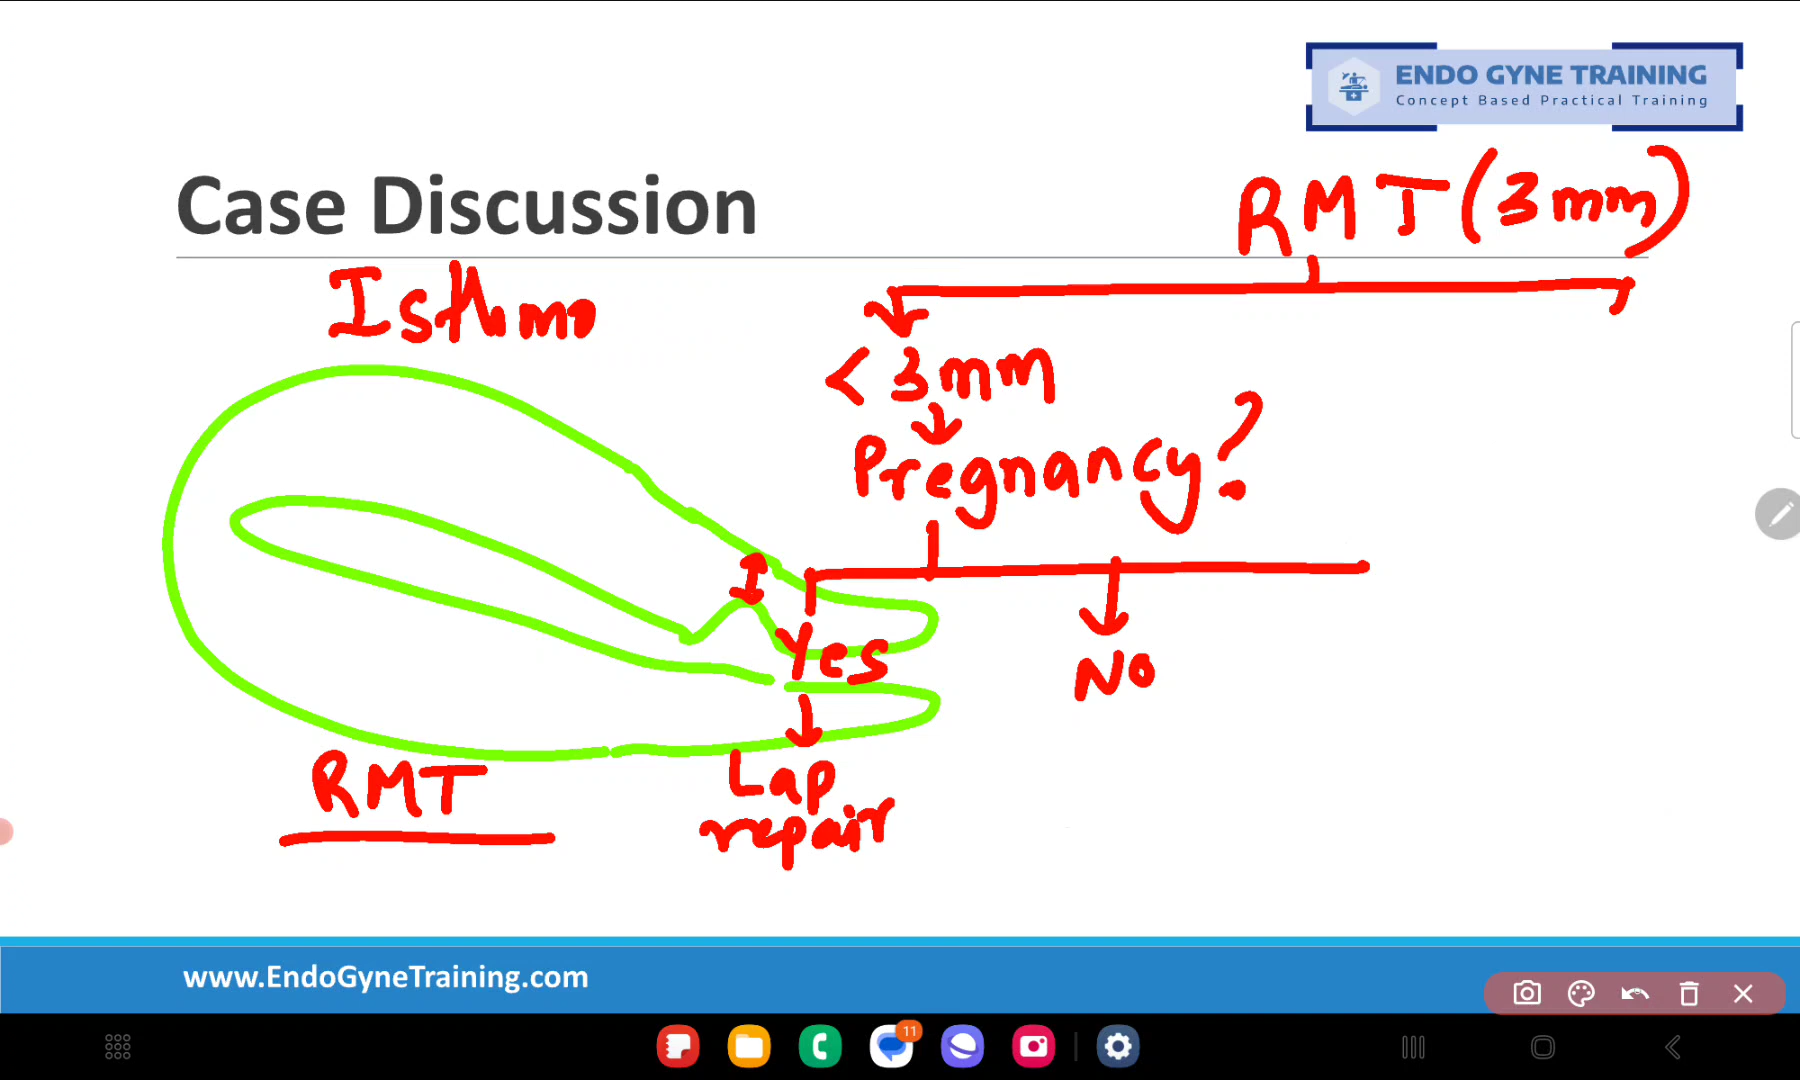 ENDO GYNE TRAINING
Concept Based Practical Training
Case Discussion
RMT (3mm)
Isthmo
< 3mm
Pregnancy?
Yes
No
Lap
repair
RMT
www.EndoGyneTraining.com
11